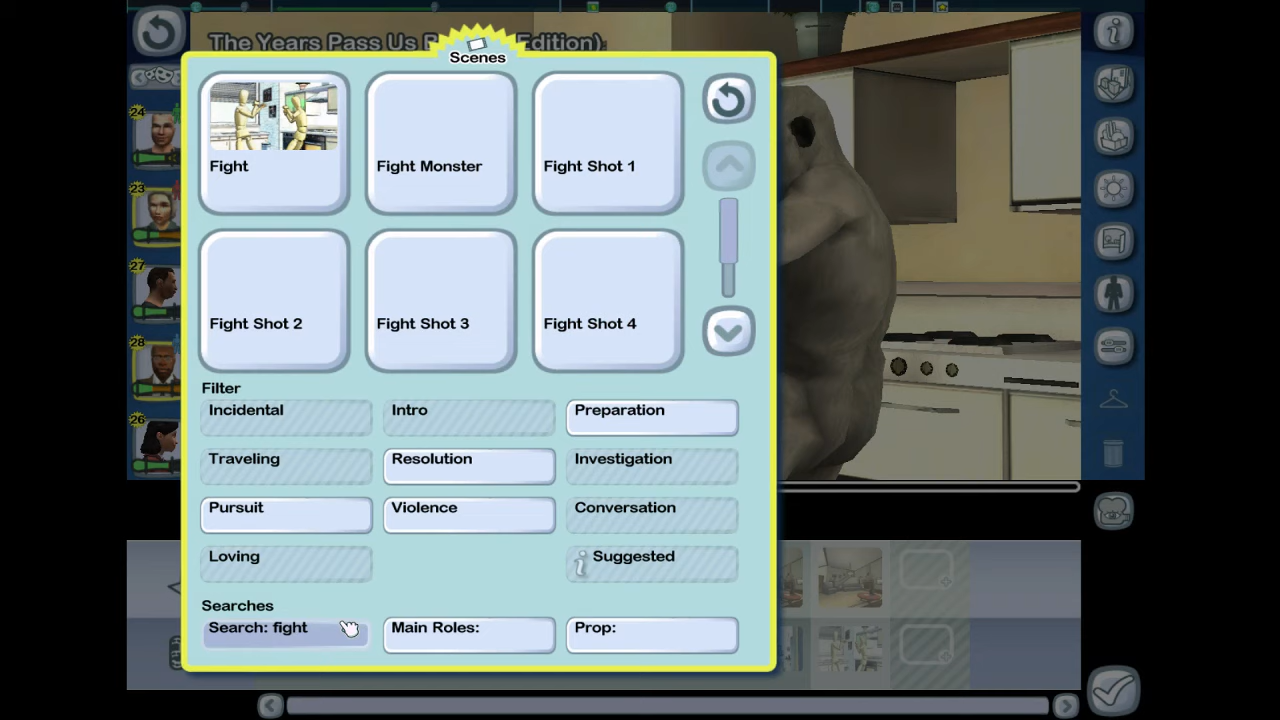 The Years Pass Us
Edition)
Scenes
Fight
Fight Monster
Fight Shot 1
Fight Shot 2
Fight Shot 3
Fight Shot 4
Filter
Incidental
Intro
Preparation
Traveling
Resolution
Investigation
Pursuit
Violence
Conversation
Loving
Suggested
Searches
Search: fight
Main Roles:
Prop:
24
23
27
28
26